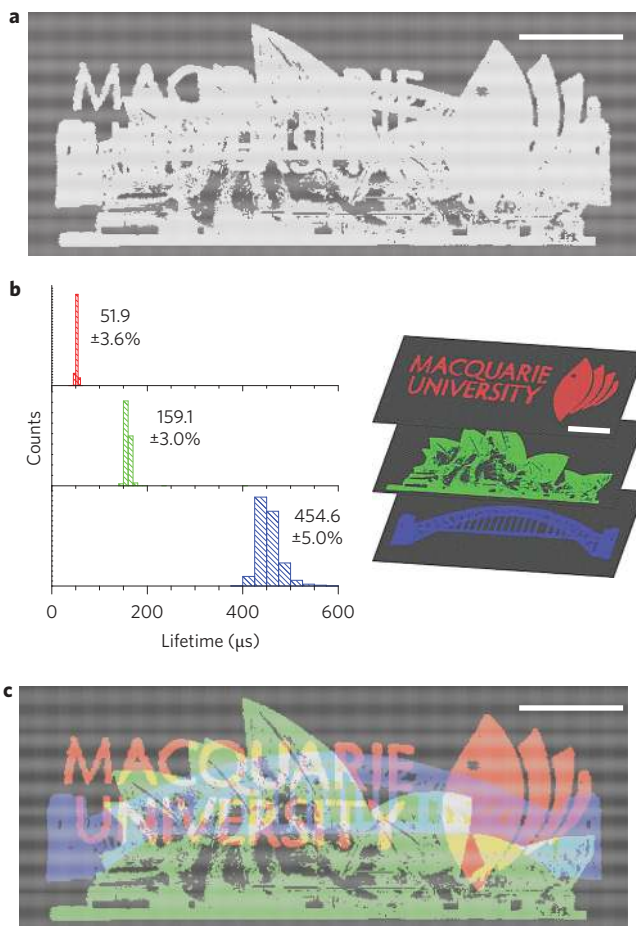 a
MACQUARIE
b
51.9
±3.6%
159.1
±3.0%
454.6
±5.0%
Counts
0 200 400 600
Lifetime (μs)
MACQUARIE
UNIVERSITY
c
MACQUARIE
UNIVERSITY